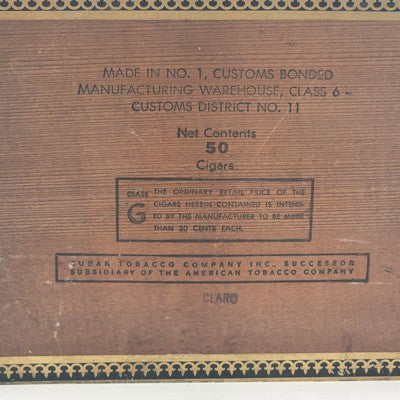 MADE IN NO. 1, CUSTOMS BONDED
MANUFACTURING WAREHOUSE, CLASS 6 -
CUSTOMS DISTRICT NO. 11
Net Contents
50
Cigars
CLASS G THE ORDINARY RETAIL PRICE OF THE
CIGARS HEREIN CONTAINED IS INTEND-
ED BY THE MANUFACTURER TO BE MORE
THAN 20 CENTS EACH.
CUBAN TOBACCO COMPANY INC., SUCCESSOR
SUBSIDIARY OF THE AMERICAN TOBACCO COMPANY
CLARO